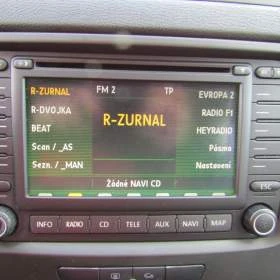 R-ZURNAL FM 2 TP EVROPA 2
R-DVOJKA RADIO F1
R-ZURNAL
BEAT HEYRADIO
Scan / _AS Pásmo
Sezn. / _MAN Nastavení
Žádné NAVI CD
ESC
INFO RADIO CD TELE AUX NAVI MAP